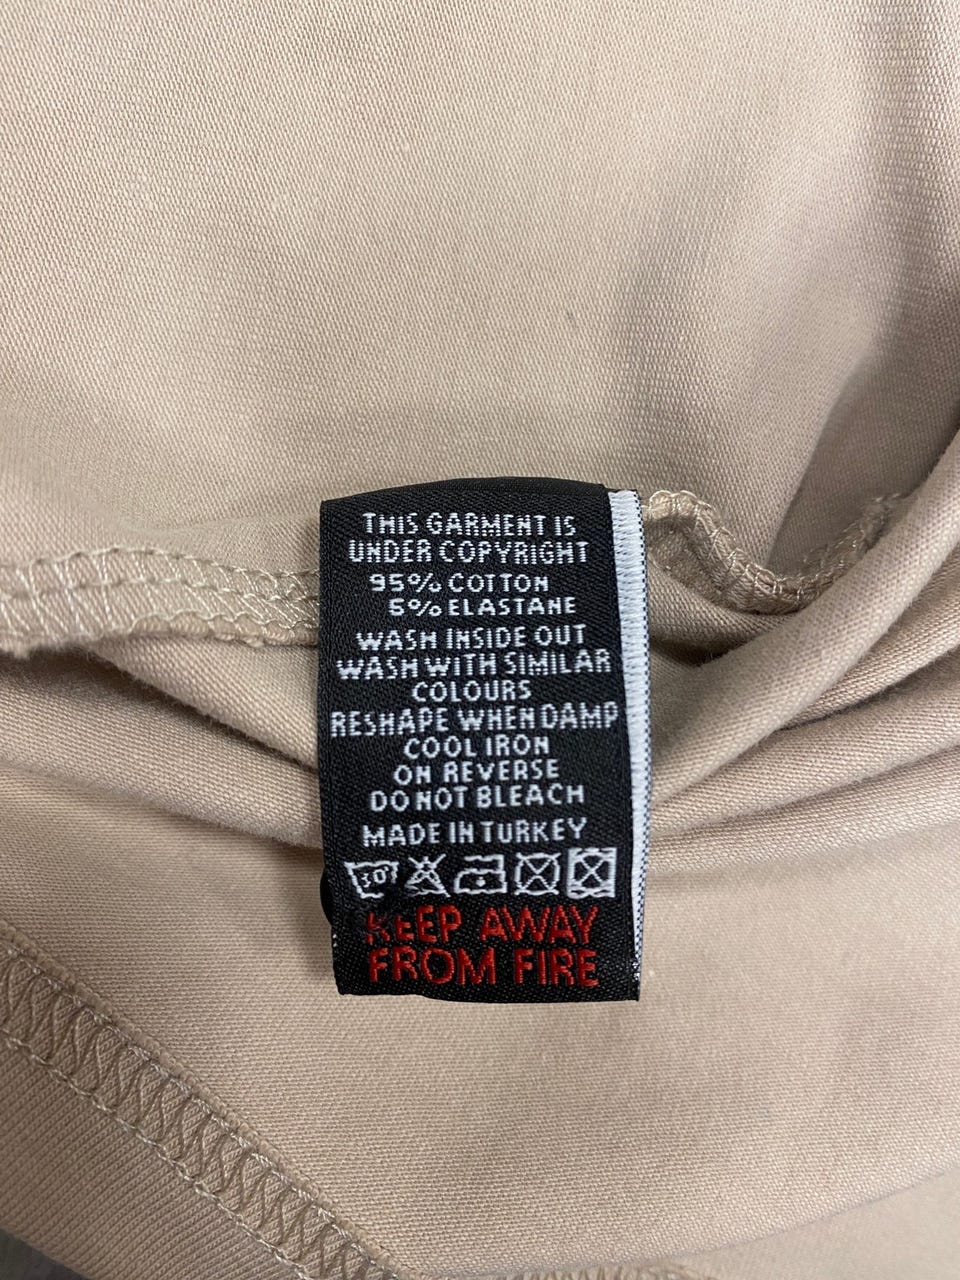 THIS GARMENT IS
UNDER COPYRIGHT
95% COTTON
5% ELASTANE
WASH INSIDE OUT
WASH WITH SIMILAR
COLOURS
RESHAPE WHEN DAMP
COOL IRON
ON REVERSE
DO NOT BLEACH
MADE IN TURKEY
30°
KEEP AWAY
FROM FIRE